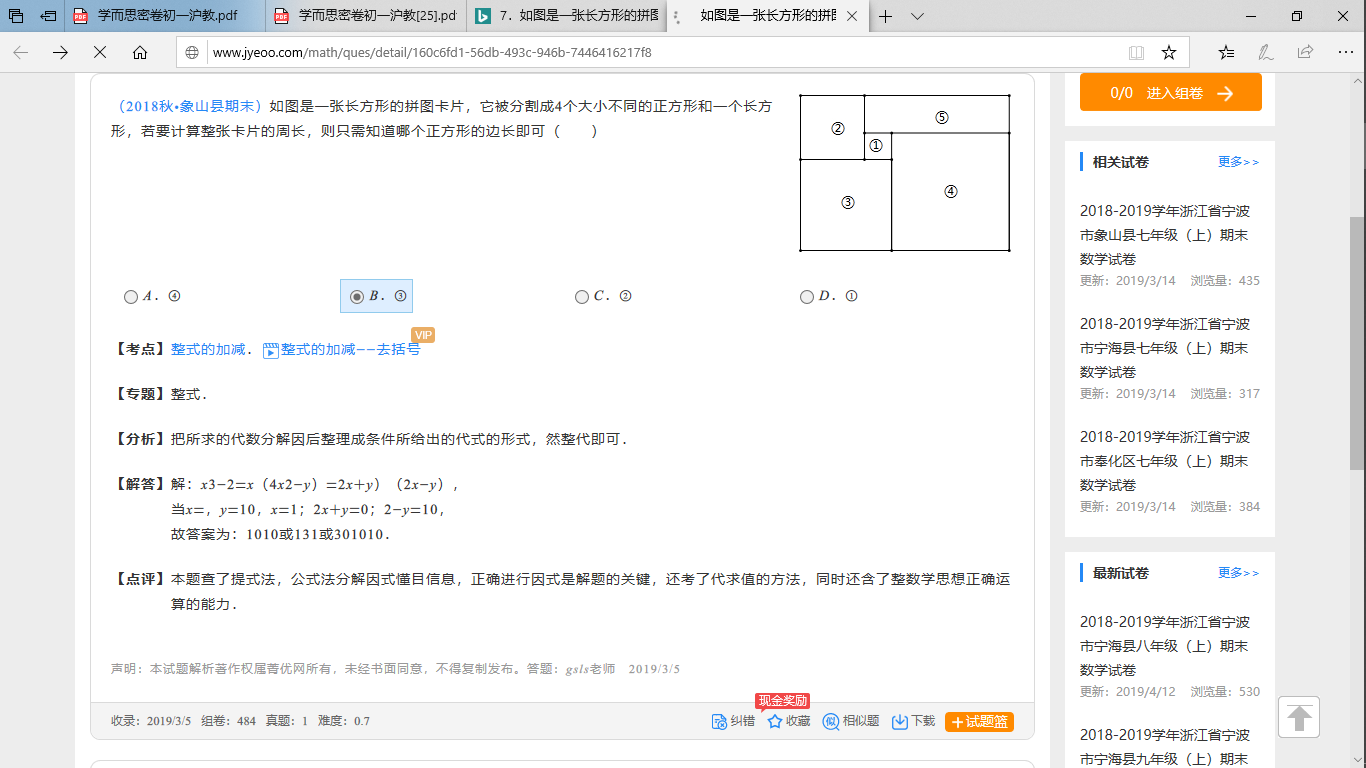 学而思密卷初一沪教.pdf
学而思密卷初一沪教[25].pdf
7．如图是一张长方形的拼图
如图是一张长方形的拼图
www.jyeoo.com/math/ques/detail/160c6fd1-56db-493c-946b-7446416217f8
（2018秋•象山县期末）如图是一张长方形的拼图卡片，它被分割成4个大小不同的正方形和一个长方
形，若要计算整张卡片的周长，则只需知道哪个正方形的边长即可（　　）
②
⑤
①
③
④
A．④
B．③
C．②
D．①
【考点】整式的加减．整式的加减——去括号
VIP
【专题】整式．
【分析】把所求的代数分解因后整理成条件所给出的代式的形式，然整代即可．
【解答】解：x3−2=x（4x2−y）=2x+y）（2x−y），
当x=，y=10，x=1；2x+y=0；2−y=10，
故答案为：1010或131或301010．
【点评】本题查了提式法，公式法分解因式懂目信息，正确进行因式是解题的关键，还考了代求值的方法，同时还含了整数学思想正确运
算的能力．
声明：本试题解析著作权属菁优网所有，未经书面同意，不得复制发布。答题：gsls老师 2019/3/5
收录：2019/3/5 组卷：484 真题：1 难度：0.7
现金奖励
纠错 收藏 相似题 下载 +试题篮
0/0 进入组卷
相关试卷 更多>>
2018-2019学年浙江省宁波
市象山县七年级（上）期末
数学试卷
更新：2019/3/14 浏览量：435
2018-2019学年浙江省宁波
市宁海县七年级（上）期末
数学试卷
更新：2019/3/14 浏览量：317
2018-2019学年浙江省宁波
市奉化区七年级（上）期末
数学试卷
更新：2019/3/14 浏览量：384
最新试卷 更多>>
2018-2019学年浙江省宁波
市宁海县八年级（上）期末
数学试卷
更新：2019/4/12 浏览量：530
2018-2019学年浙江省宁波
市宁海县九年级（上）期末